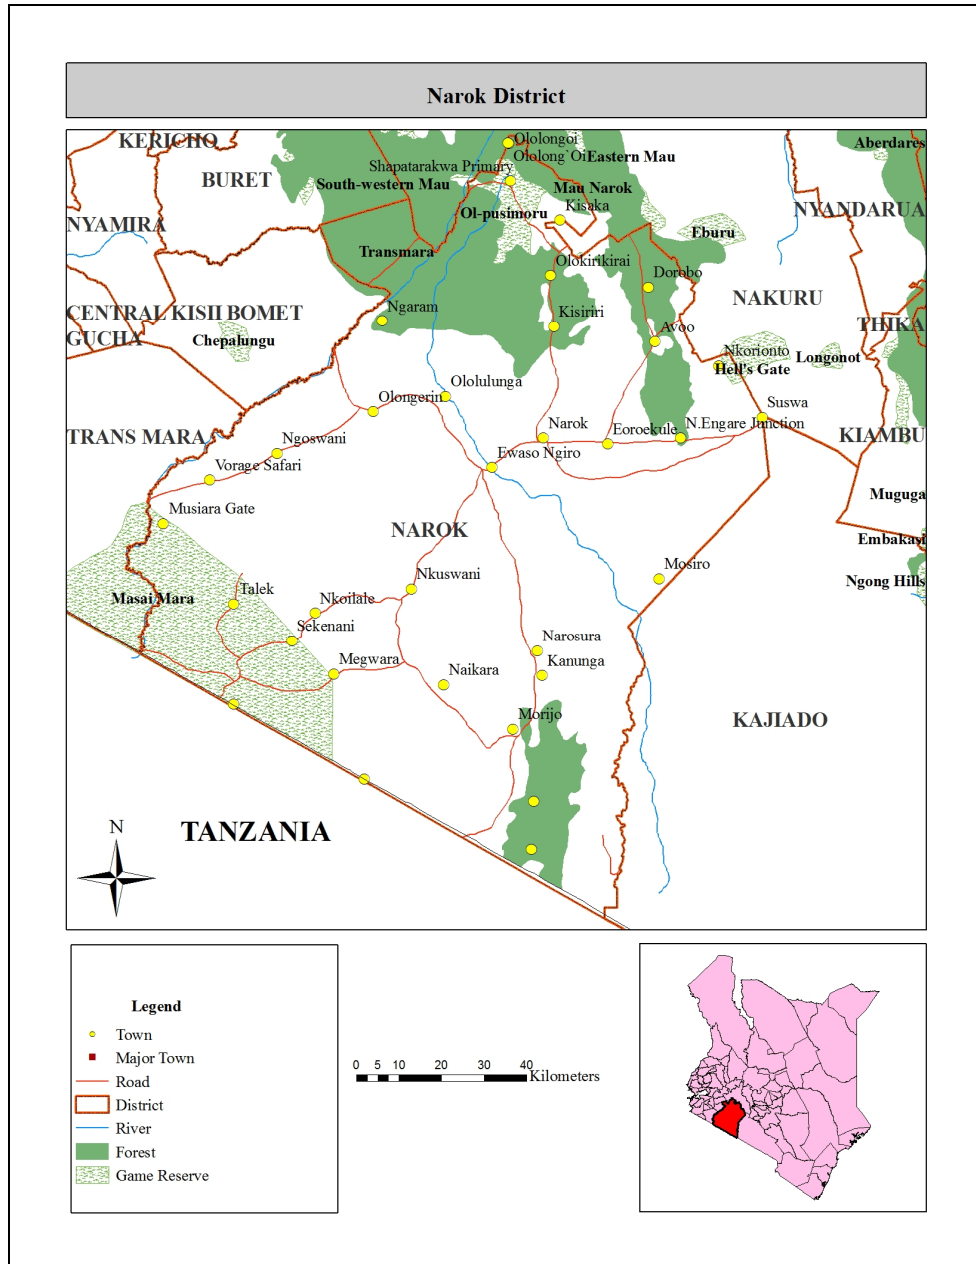 Narok District
KERICHO
Ololongoi
Aberdares
Ololong`Oi
Eastern Mau
Shapatarakwa Primary
BURET
South-western Mau
Mau Narok
Kisaka
Ol-pusimoru
NYANDARUA
NYAMIRA
Eburu
Transmara
Olokirikirai
Dorobo
NAKURU
Ngaram
CENTRAL KISII BOMET
Kisiriri
THIKA
GUCHA
Chepalungu
Avoo
Nkorionto
Longonot
Hell's Gate
Ololulunga
Olongerin
Suswa
Narok
Eoroekule
N.Engare Junction
TRANS MARA
Ngoswani
KIAMBU
Ewaso Ngiro
Vorage Safari
Muguga
Musiara Gate
NAROK
Embakasi
Mosiro
Nkuswani
Ngong Hills
Talek
Masai Mara
Nkoilale
Sekenani
Narosura
Megwara
Kanunga
Naikara
Morijo
KAJIADO
TANZANIA
N
Legend
Town
Major Town
Road
District
River
Forest
Game Reserve
0 5 10 20 30 40
Kilometers